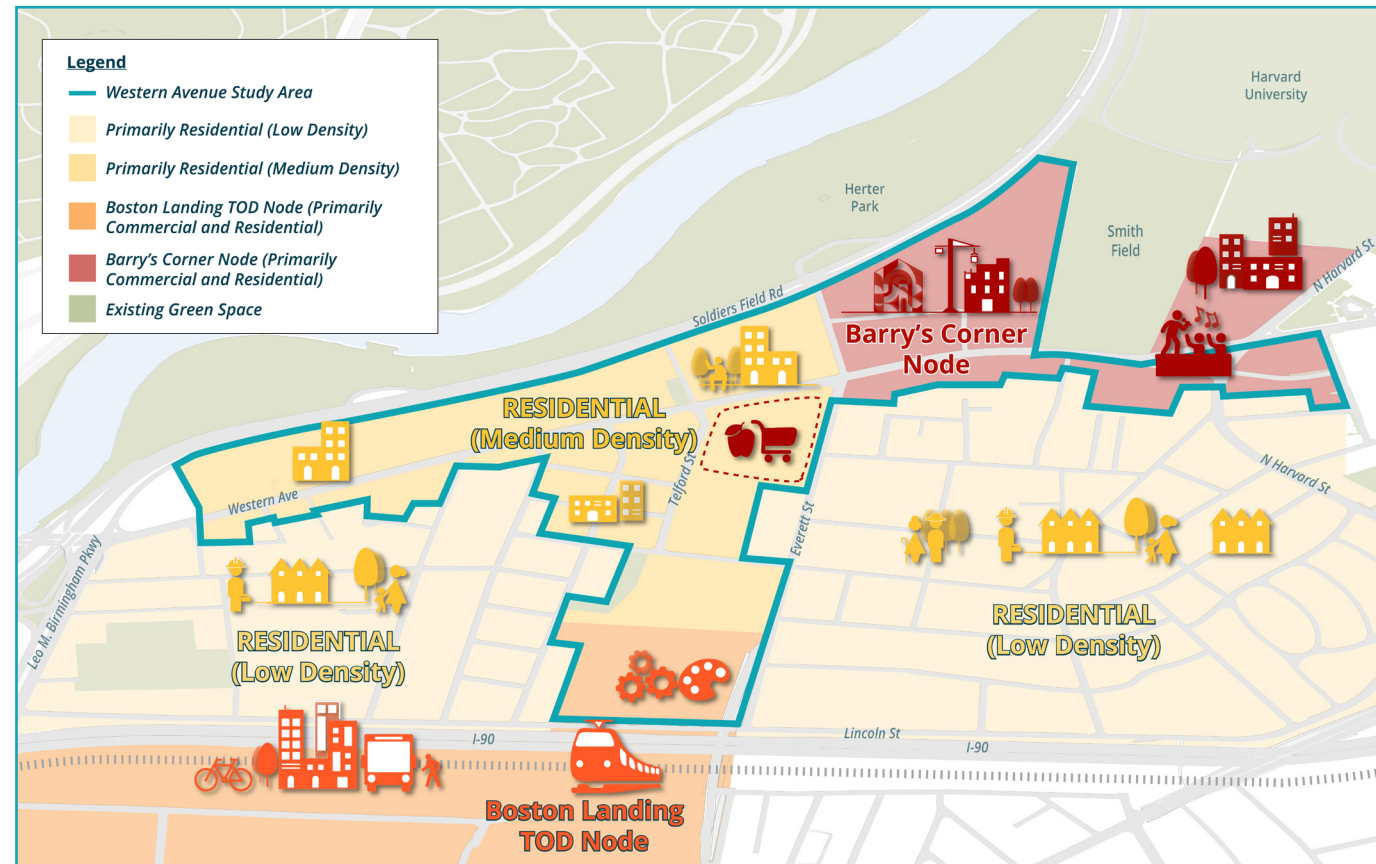 Legend
Western Avenue Study Area
Primarily Residential (Low Density)
Primarily Residential (Medium Density)
Boston Landing TOD Node (Primarily
Commercial and Residential)
Barry's Corner Node (Primarily
Commercial and Residential)
Existing Green Space
Harvard
University
Herter
Park
Smith
Field
N Harvard St
Soldiers Field Rd
Barry's Corner
Node
RESIDENTIAL
(Medium Density)
Telford St
Western Ave
N Harvard St
Everett St
Leo M. Birmingham Pkwy
RESIDENTIAL
(Low Density)
RESIDENTIAL
(Low Density)
I-90
Lincoln St
I-90
Boston Landing
TOD Node